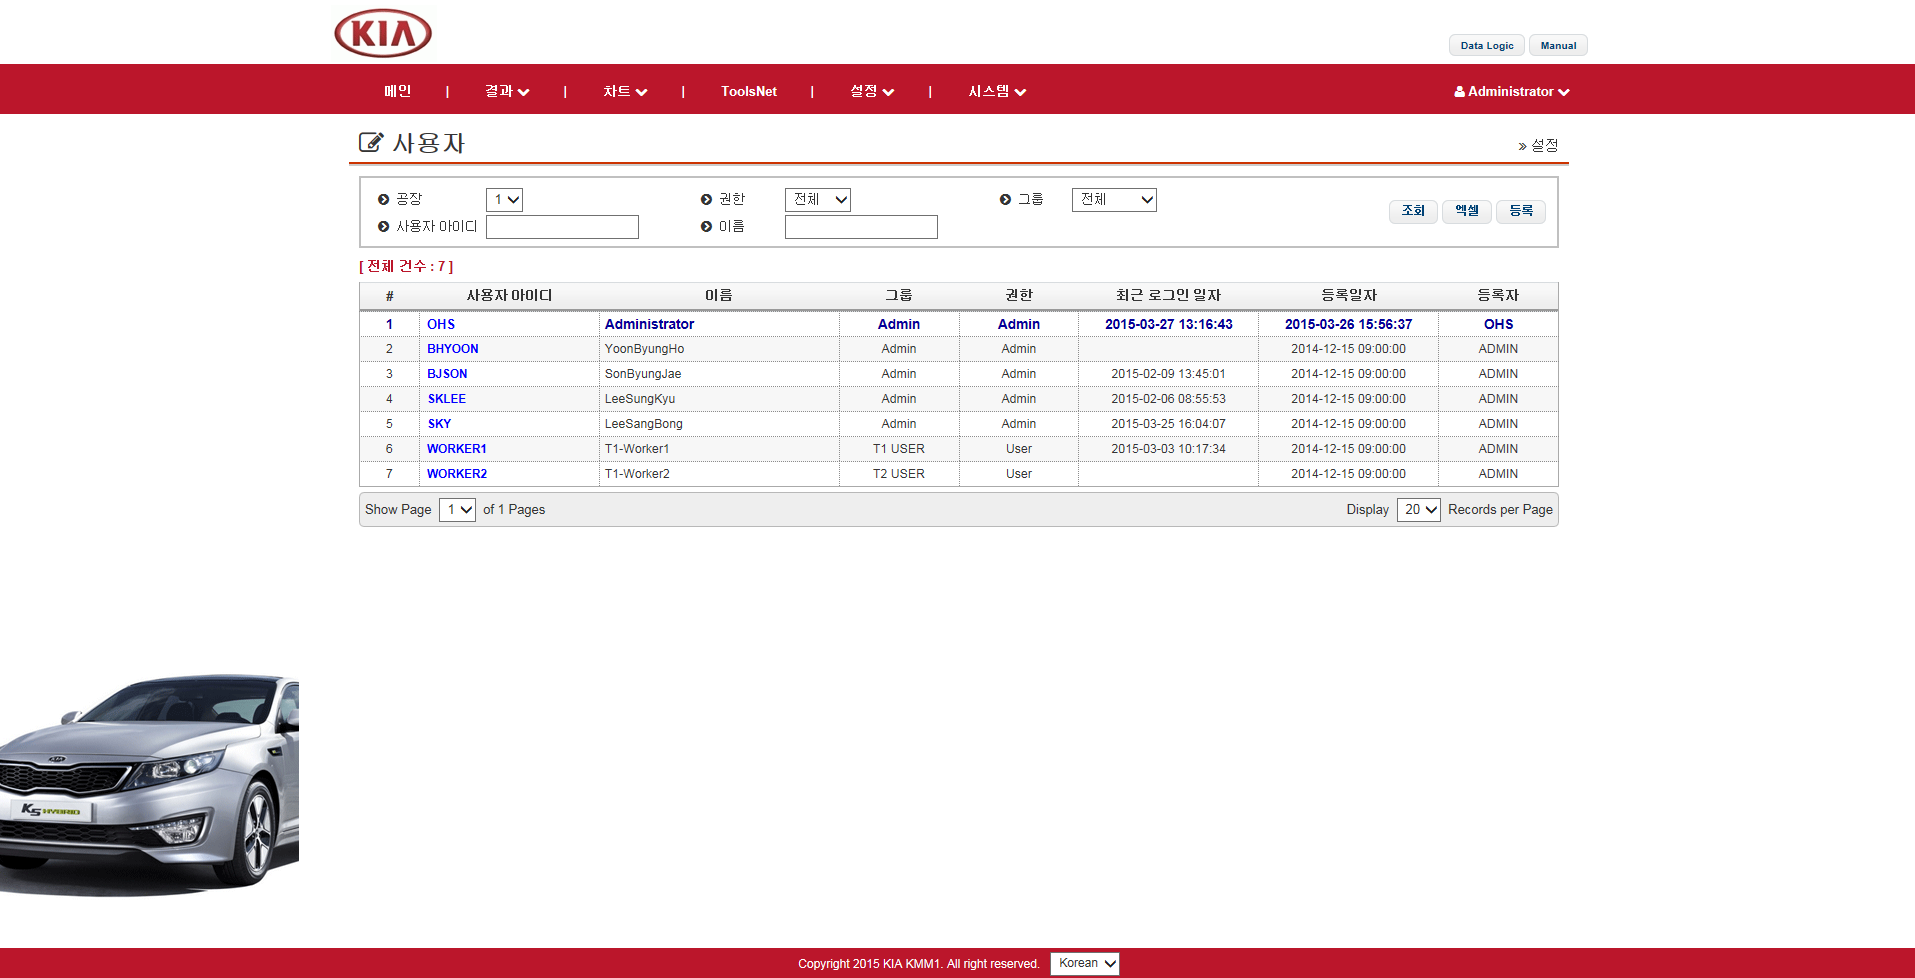 KIA
Data Logic Manual
메인 | 결과 | 차트 | ToolsNet | 설정 | 시스템 Administrator
사용자 » 설정
공장 1 권한 전체 그룹 전체
사용자 아이디 이름 조회 엑셀 등록
[ 전체 건수 : 7 ]
# 사용자 아이디 이름 그룹 권한 최근 로그인 일자 등록일자 등록자
1 OHS Administrator Admin Admin 2015-03-27 13:16:43 2015-03-26 15:56:37 OHS
2 BHYOON YoonByungHo Admin Admin 2014-12-15 09:00:00 ADMIN
3 BJSON SonByungJae Admin Admin 2015-02-09 13:45:01 2014-12-15 09:00:00 ADMIN
4 SKLEE LeeSungKyu Admin Admin 2015-02-06 08:55:53 2014-12-15 09:00:00 ADMIN
5 SKY LeeSangBong Admin Admin 2015-03-25 16:04:07 2014-12-15 09:00:00 ADMIN
6 WORKER1 T1-Worker1 T1 USER User 2015-03-03 10:17:34 2014-12-15 09:00:00 ADMIN
7 WORKER2 T1-Worker2 T2 USER User 2014-12-15 09:00:00 ADMIN
Show Page 1 of 1 Pages Display 20 Records per Page
KIA
K5 HYBRID
Copyright 2015 KIA KMM1. All right reserved. Korean